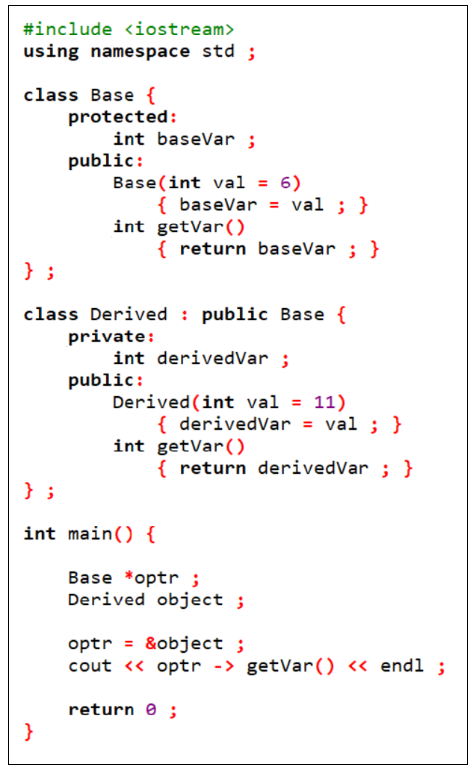 #include <iostream>
using namespace std ;
class Base {
protected:
int baseVar ;
public:
Base(int val = 6)
{ baseVar = val ; }
int getVar()
{ return baseVar ; }
} ;
class Derived : public Base {
private:
int derivedVar ;
public:
Derived(int val = 11)
{ derivedVar = val ; }
int getVar()
{ return derivedVar ; }
} ;
int main() {
Base *optr ;
Derived object ;
optr = &object ;
cout << optr -> getVar() << endl ;
return 0 ;
}